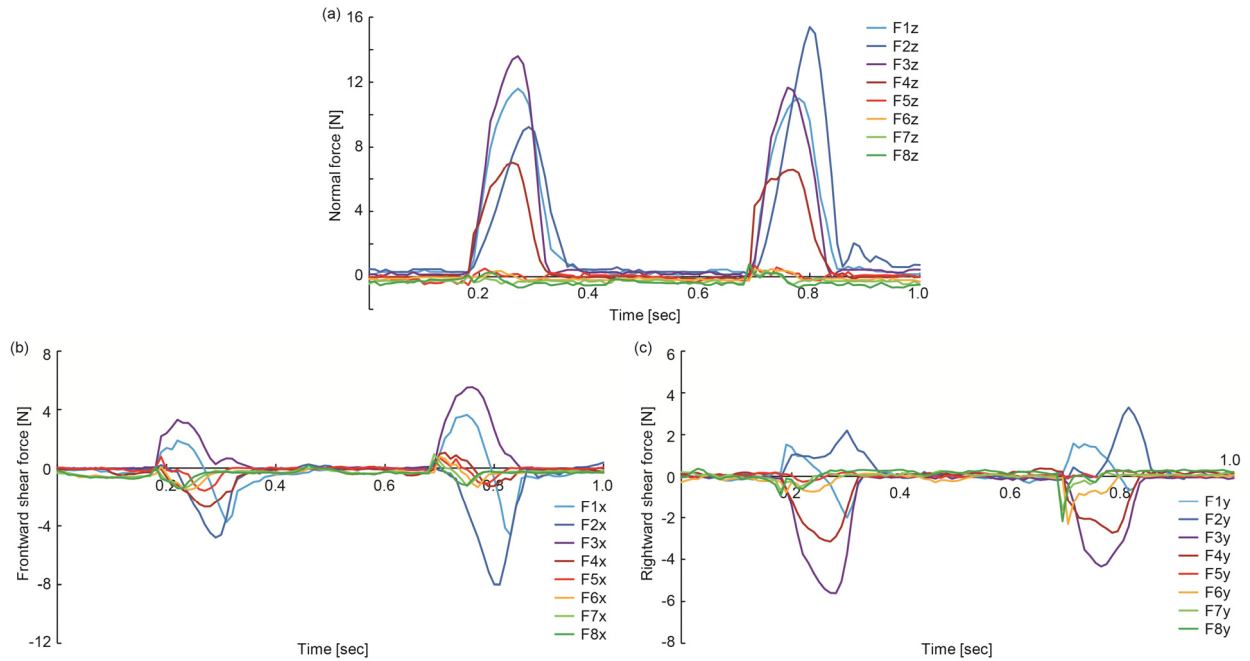 (a)
Normal force [N]
16
12
8
4
0
0.2
0.4
0.6
0.8
1.0
Time [sec]
F1z
F2z
F3z
F4z
F5z
F6z
F7z
F8z
(b)
Frontward shear force [N]
8
4
0
-4
-8
-12
0.2
0.4
0.6
0.8
1.0
Time [sec]
F1x
F2x
F3x
F4x
F5x
F6x
F7x
F8x
(c)
Rightward shear force [N]
6
4
2
0
-2
-4
-6
-8
0.2
0.4
0.6
0.8
1.0
Time [sec]
F1y
F2y
F3y
F4y
F5y
F6y
F7y
F8y